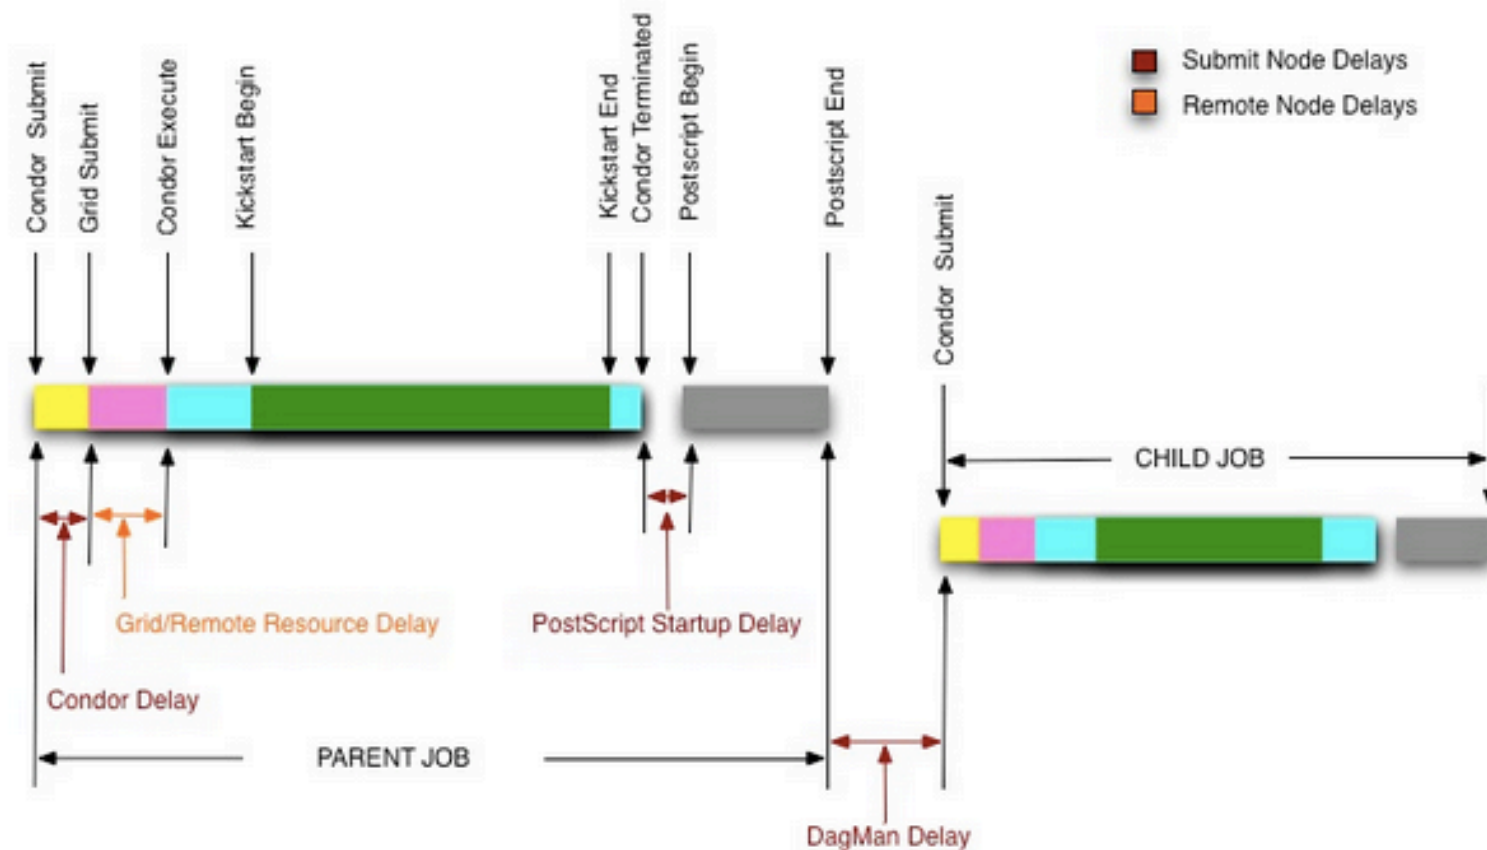 Condor Submit
Grid Submit
Condor Execute
Kickstart Begin
Kickstart End
Condor Terminated
Postscript Begin
Postscript End
Submit Node Delays
Remote Node Delays
Condor Submit
CHILD JOB
Grid/Remote Resource Delay
PostScript Startup Delay
Condor Delay
PARENT JOB
DagMan Delay